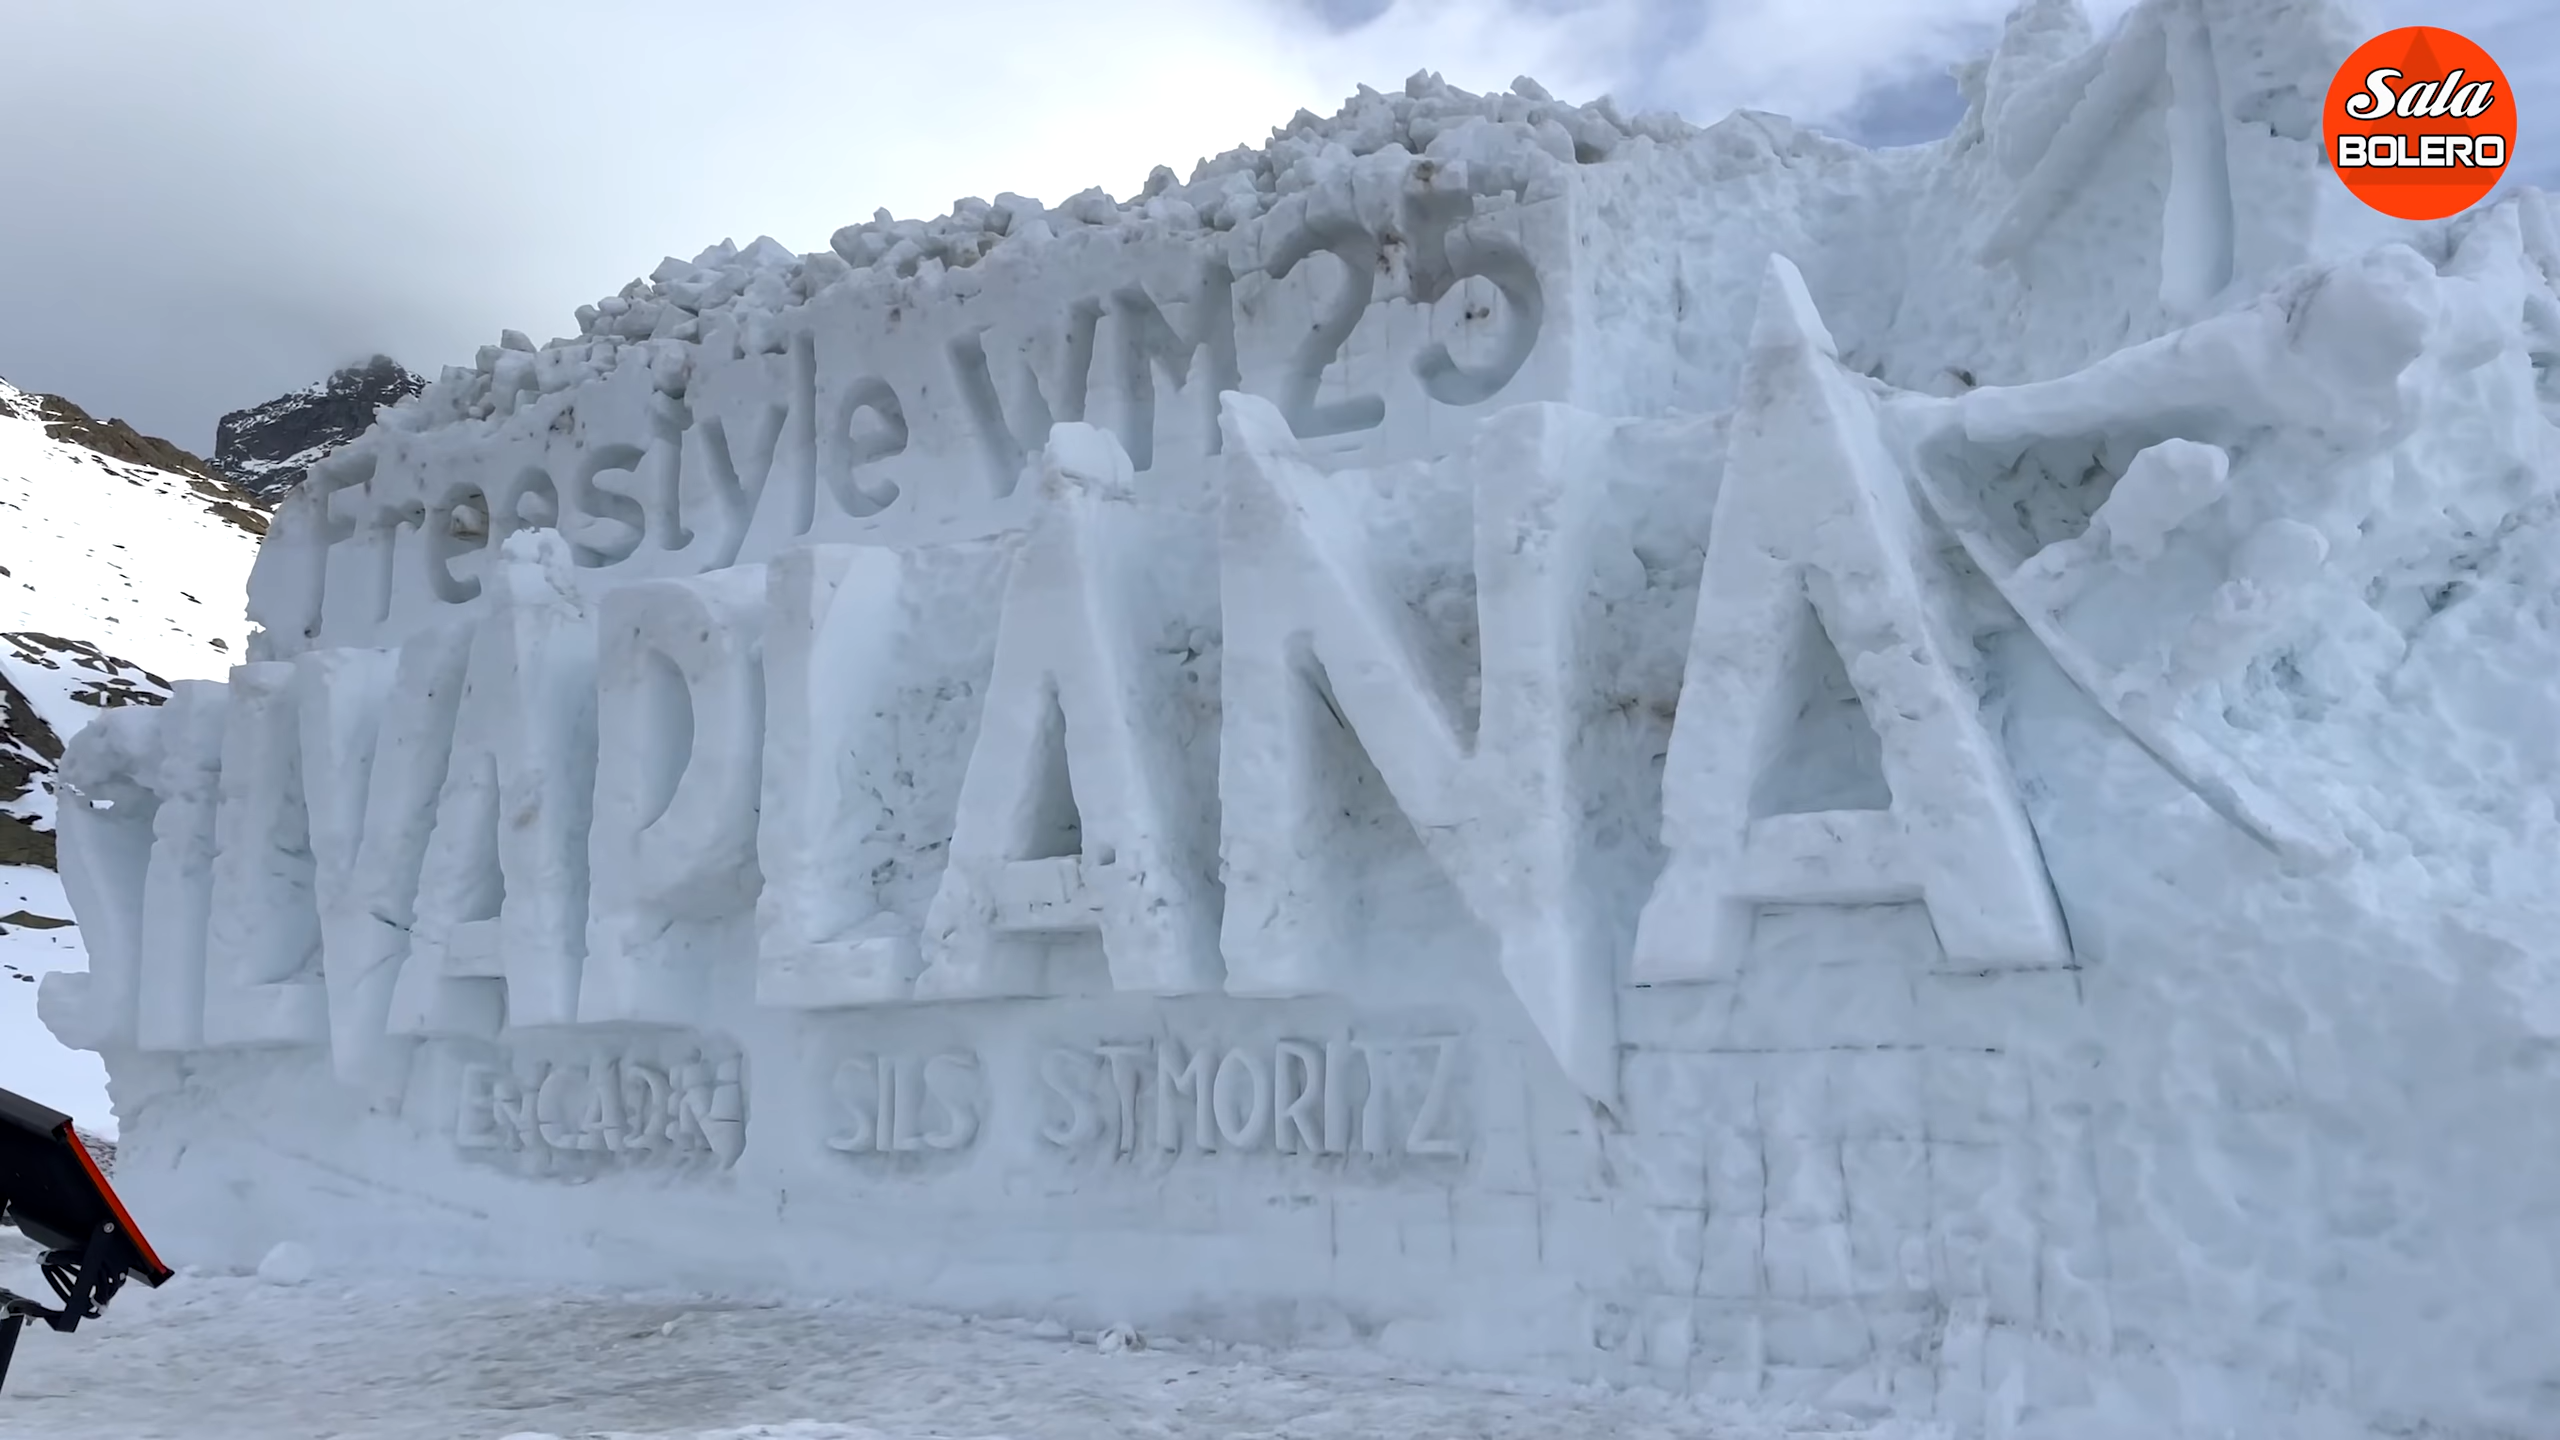 Sala
BOLERO
Freestyle WM 25
SILVAPLANA
ENGADIN SILS ST MORITZ